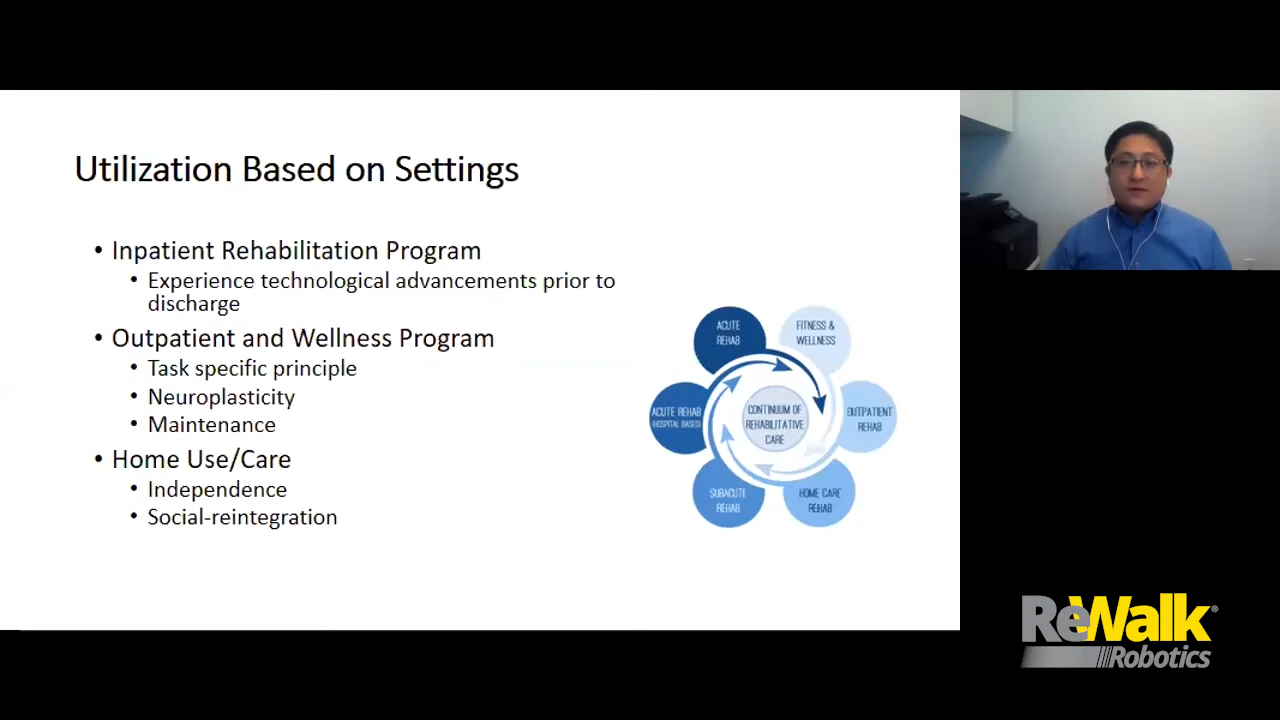 Utilization Based on Settings
• Inpatient Rehabilitation Program
• Experience technological advancements prior to
discharge
• Outpatient and Wellness Program
• Task specific principle
• Neuroplasticity
• Maintenance
• Home Use/Care
• Independence
• Social-reintegration
ACUTE
REHAB
FITNESS &
WELLNESS
ACUTE REHAB
(HOSPITAL BASED)
CONTINUUM OF
REHABILITATIVE
CARE
OUTPATIENT
REHAB
SUBACUTE
REHAB
HOME CARE
REHAB
ReWalk®
Robotics